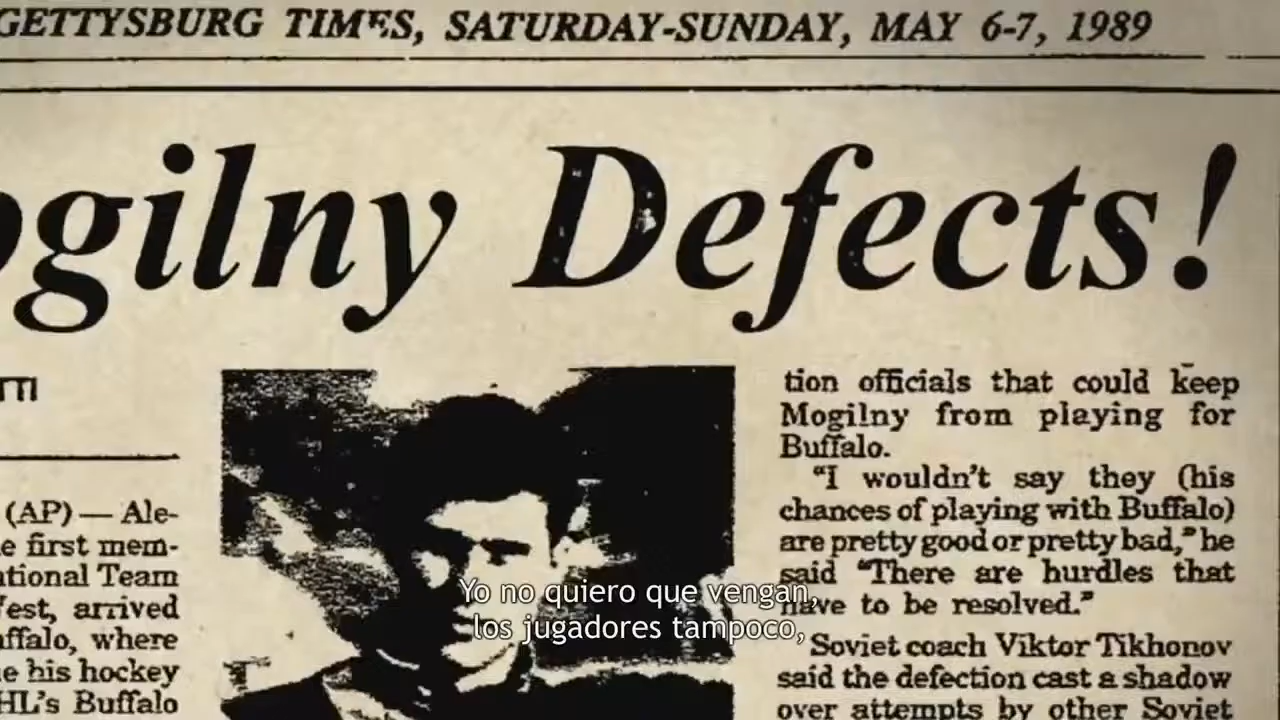 GETTYSBURG TIMES, SATURDAY-SUNDAY, MAY 6-7, 1989
ogilny Defects!
TTI
(AP) — Ale-
e first mem-
ational Team
West, arrived
uffalo, where
e his hockey
HL's Buffalo
tion officials that could keep
Mogilny from playing for
Buffalo.
"I wouldn't say they (his
chances of playing with Buffalo)
are pretty good or pretty bad," he
said "There are hurdles that
have to be resolved."
Soviet coach Viktor Tikhonov
said the defection cast a shadow
over attempts by other Soviet
Yo no quiero que vengan,
los jugadores tampoco,